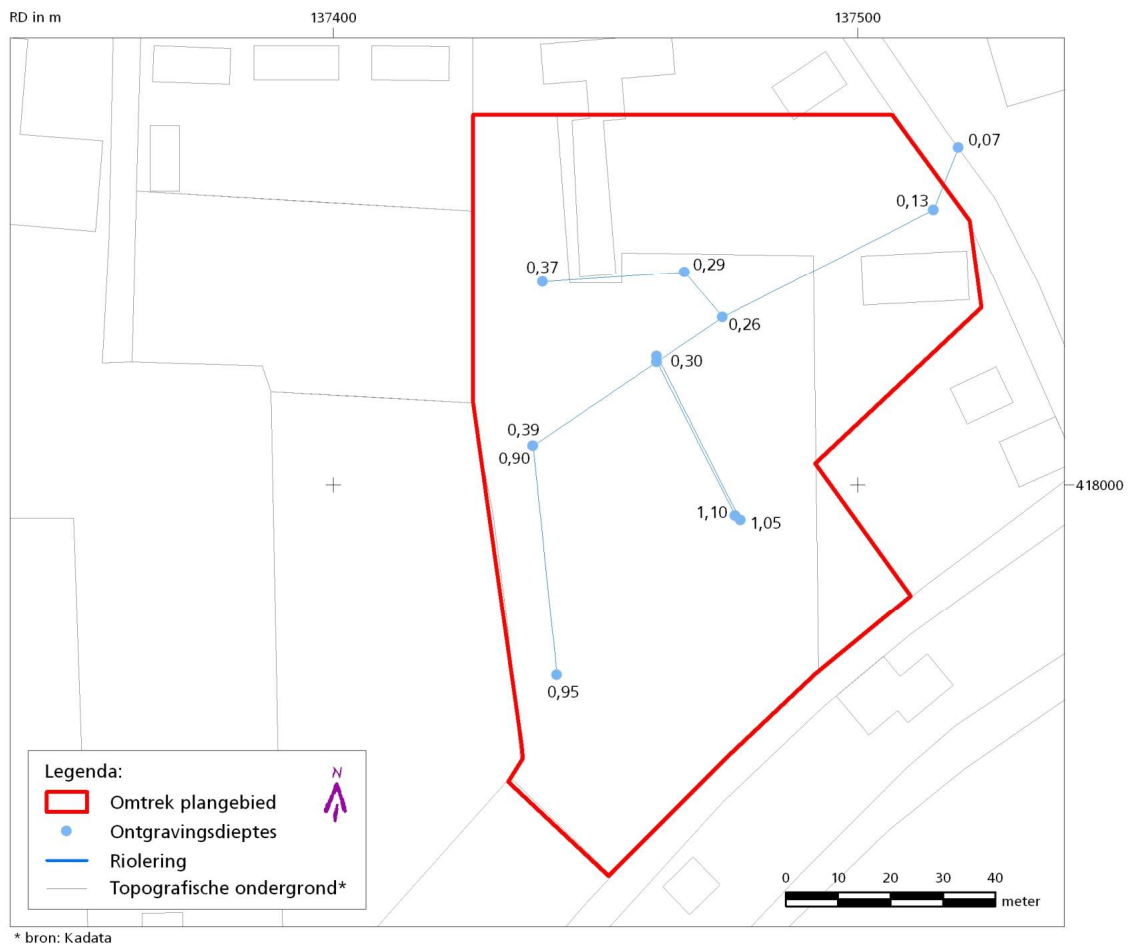 RD in m
137400
137500
0,07
0,13
0,37
0,29
0,26
0,30
0,39
0,90
418000
1,10
1,05
0,95
Legenda:
N
Omtrek plangebied
Ontgravingsdieptes
Riolering
Topografische ondergrond*
0 10 20 30 40
meter
* bron: Kadata